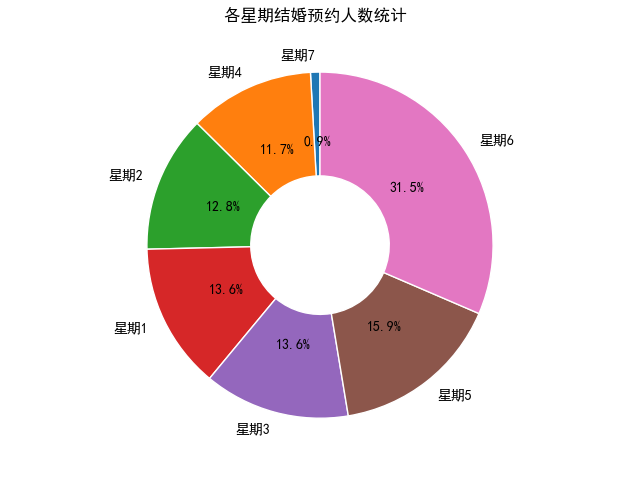 各星期结婚预约人数统计
星期7
星期4
0.9%
11.7%
星期6
31.5%
星期2
12.8%
13.6%
星期1
15.9%
13.6%
星期5
星期3